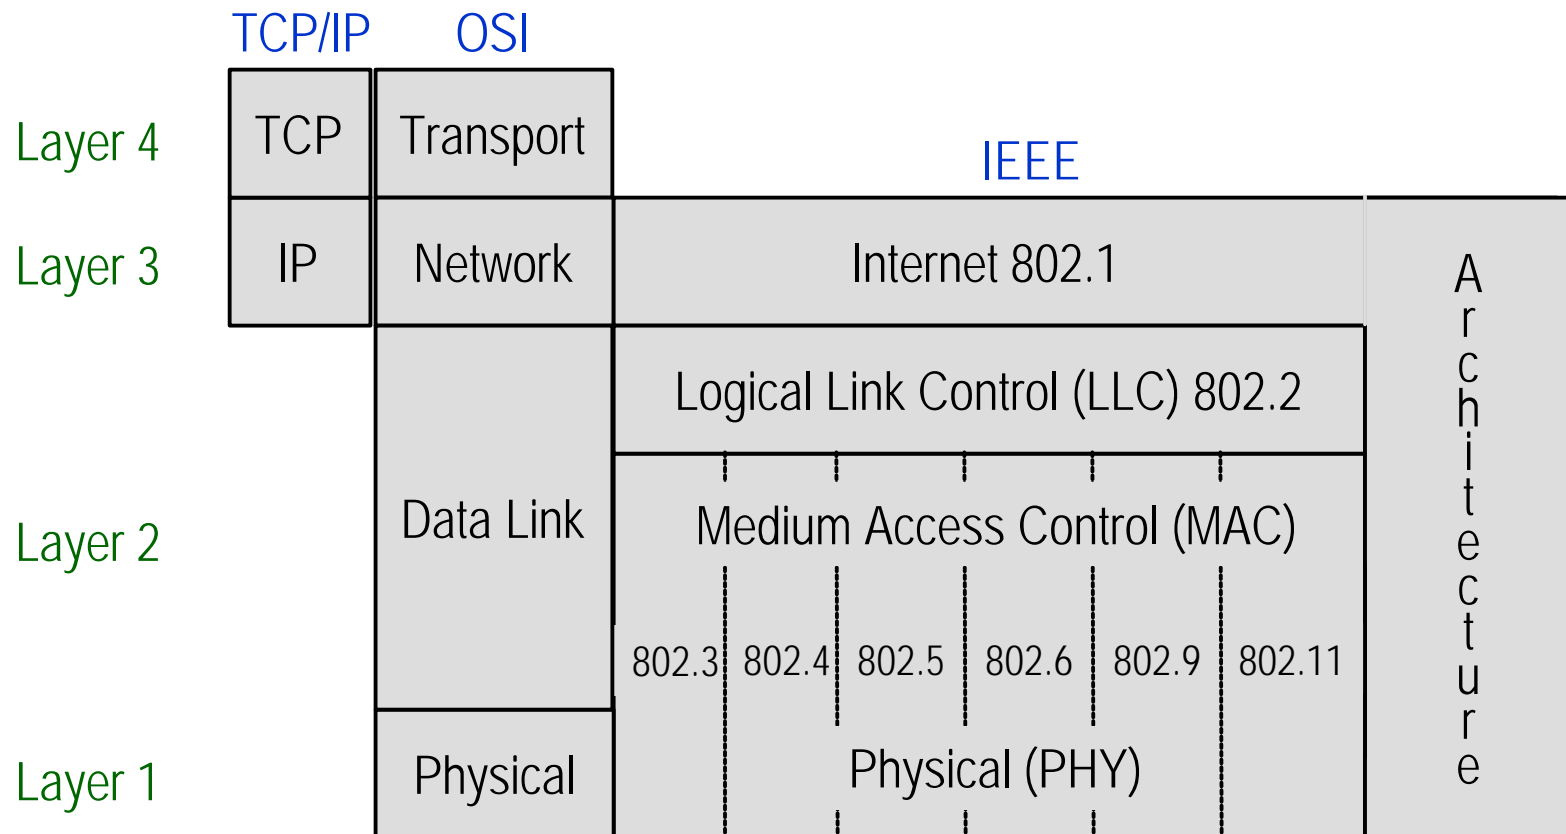 TCP/IP OSI
Layer 4 TCP Transport
IEEE
Layer 3 IP Network Internet 802.1
Logical Link Control (LLC) 802.2
Layer 2 Data Link Medium Access Control (MAC)
802.3 802.4 802.5 802.6 802.9 802.11
Layer 1 Physical Physical (PHY)
Architecture